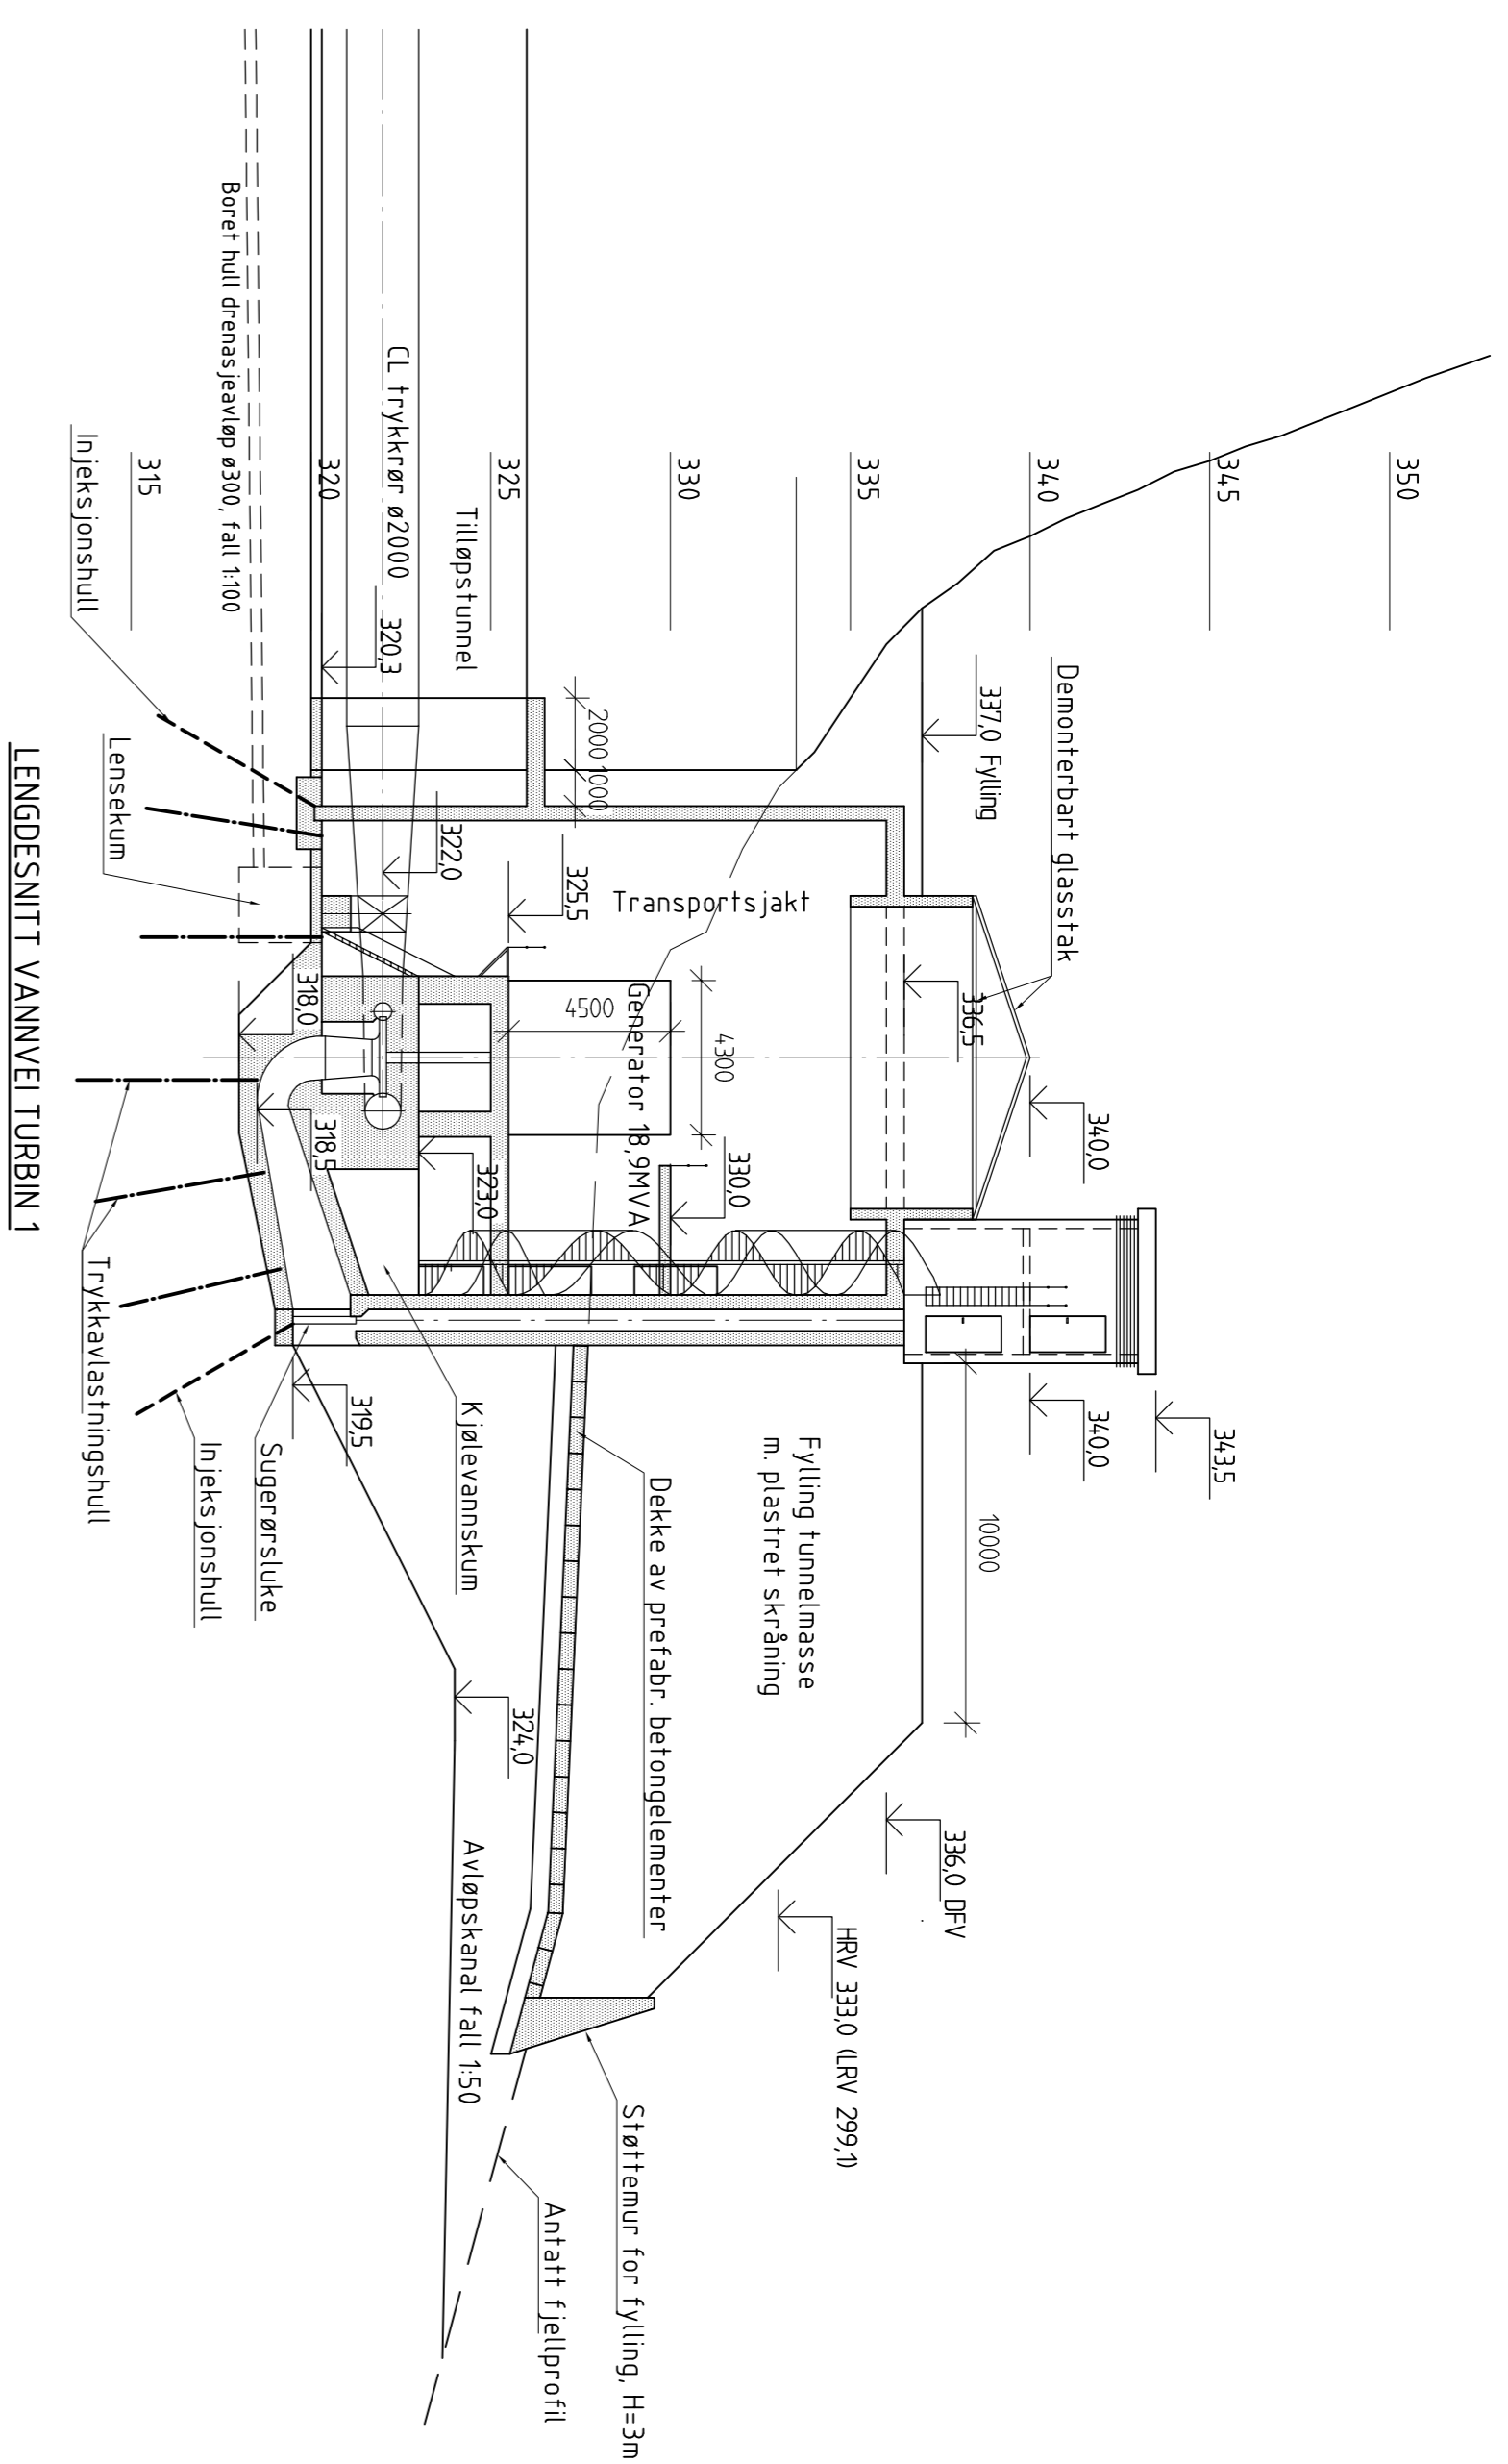 350
345
340
335
330
325
320
315
Demonterbart glasstak
337,0 Fylling
336,5
340,0
340,0
343,5
Transportsjakt
2000
1000
Tilløpstunnel
CL trykkrør ø2000
320,3
322,0
325,5
4500
4300
Generator 18,9MVA
330,0
323,0
318,0
318,5
319,5
324,0
Boret hull drenasjeavløp ø300, fall 1:100
Injeksjonshull
Lensekum
Trykkavlastningshull
Injeksjonshull
Sugerørsluke
Kjølevannskum
Dekke av prefabr. betongelementer
Fylling tunnelmasse
m. plastret skråning
10000
336,0 DFV
HRV 333,0 (LRV 299,1)
Avløpskanal fall 1:50
Støttemur for fylling, H=3m
Antatt fjellprofil
LENGDESNITT VANNVEI TURBIN 1